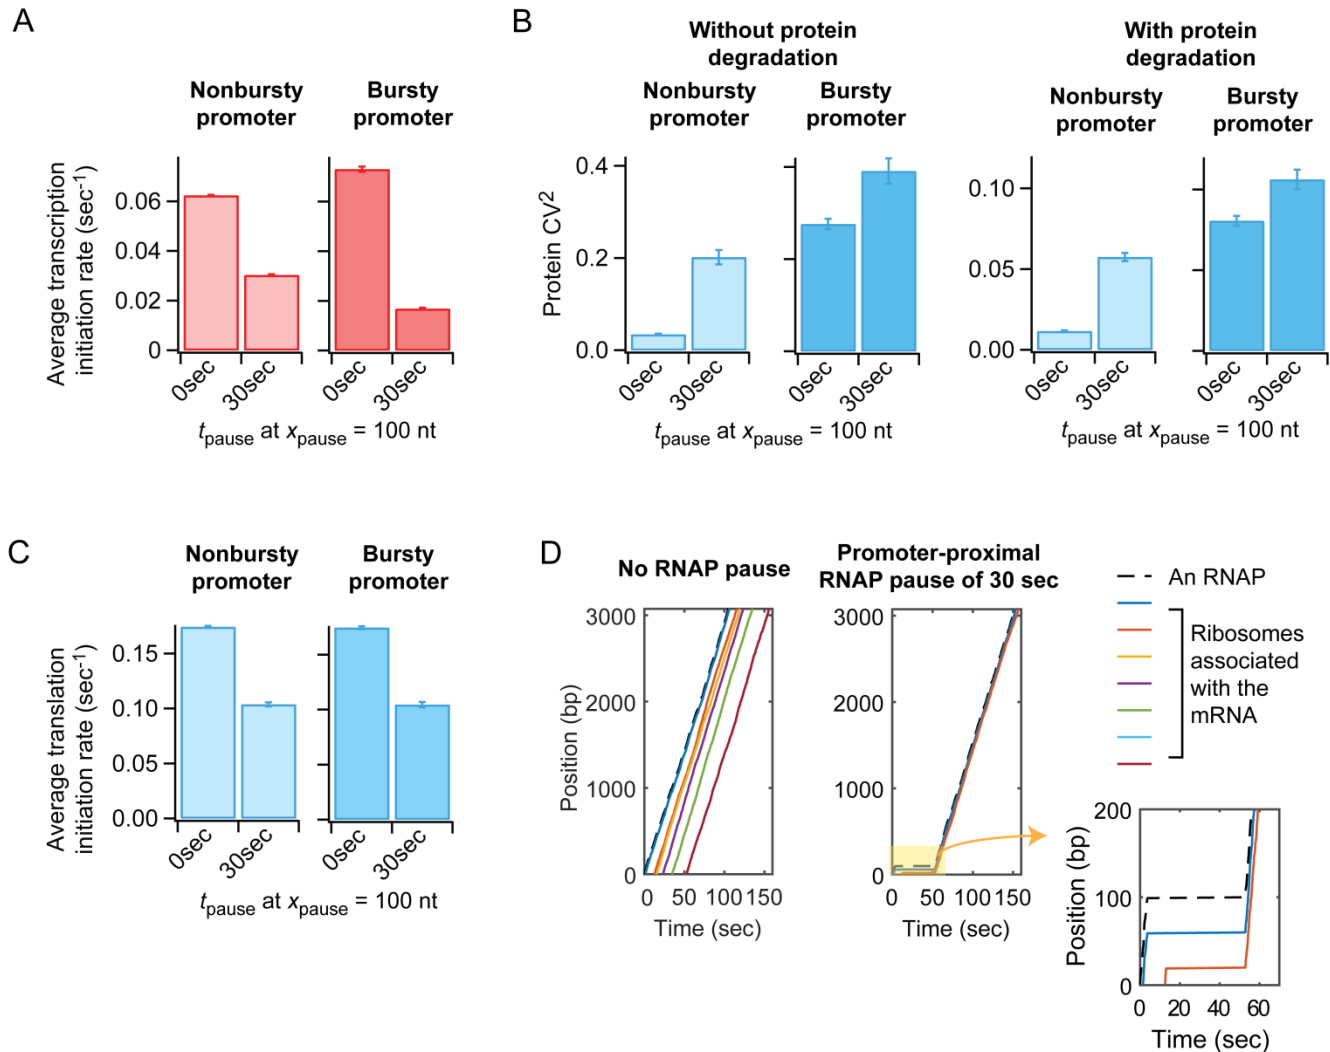 A
Nonbursty
promoter
Bursty
promoter
Average transcription
initiation rate (sec-1)
0.06
0.04
0.02
0
0sec
30sec
0sec
30sec
tpause at xpause = 100 nt
B
Without protein
degradation
With protein
degradation
Nonbursty
promoter
Bursty
promoter
Nonbursty
promoter
Bursty
promoter
Protein CV2
0.4
0.2
0.0
0.10
0.05
0.00
0sec
30sec
0sec
30sec
0sec
30sec
0sec
30sec
tpause at xpause = 100 nt
tpause at xpause = 100 nt
C
Nonbursty
promoter
Bursty
promoter
Average translation
initiation rate (sec-1)
0.15
0.10
0.05
0.00
0sec
30sec
0sec
30sec
tpause at xpause = 100 nt
D
No RNAP pause
Promoter-proximal
RNAP pause of 30 sec
Position (bp)
3000
2000
1000
0
0 50 100 150
Time (sec)
3000
2000
1000
0
0 50 100 150
Time (sec)
An RNAP
Ribosomes
associated
with the
mRNA
Position (bp)
200
100
0
0 20 40 60
Time (sec)